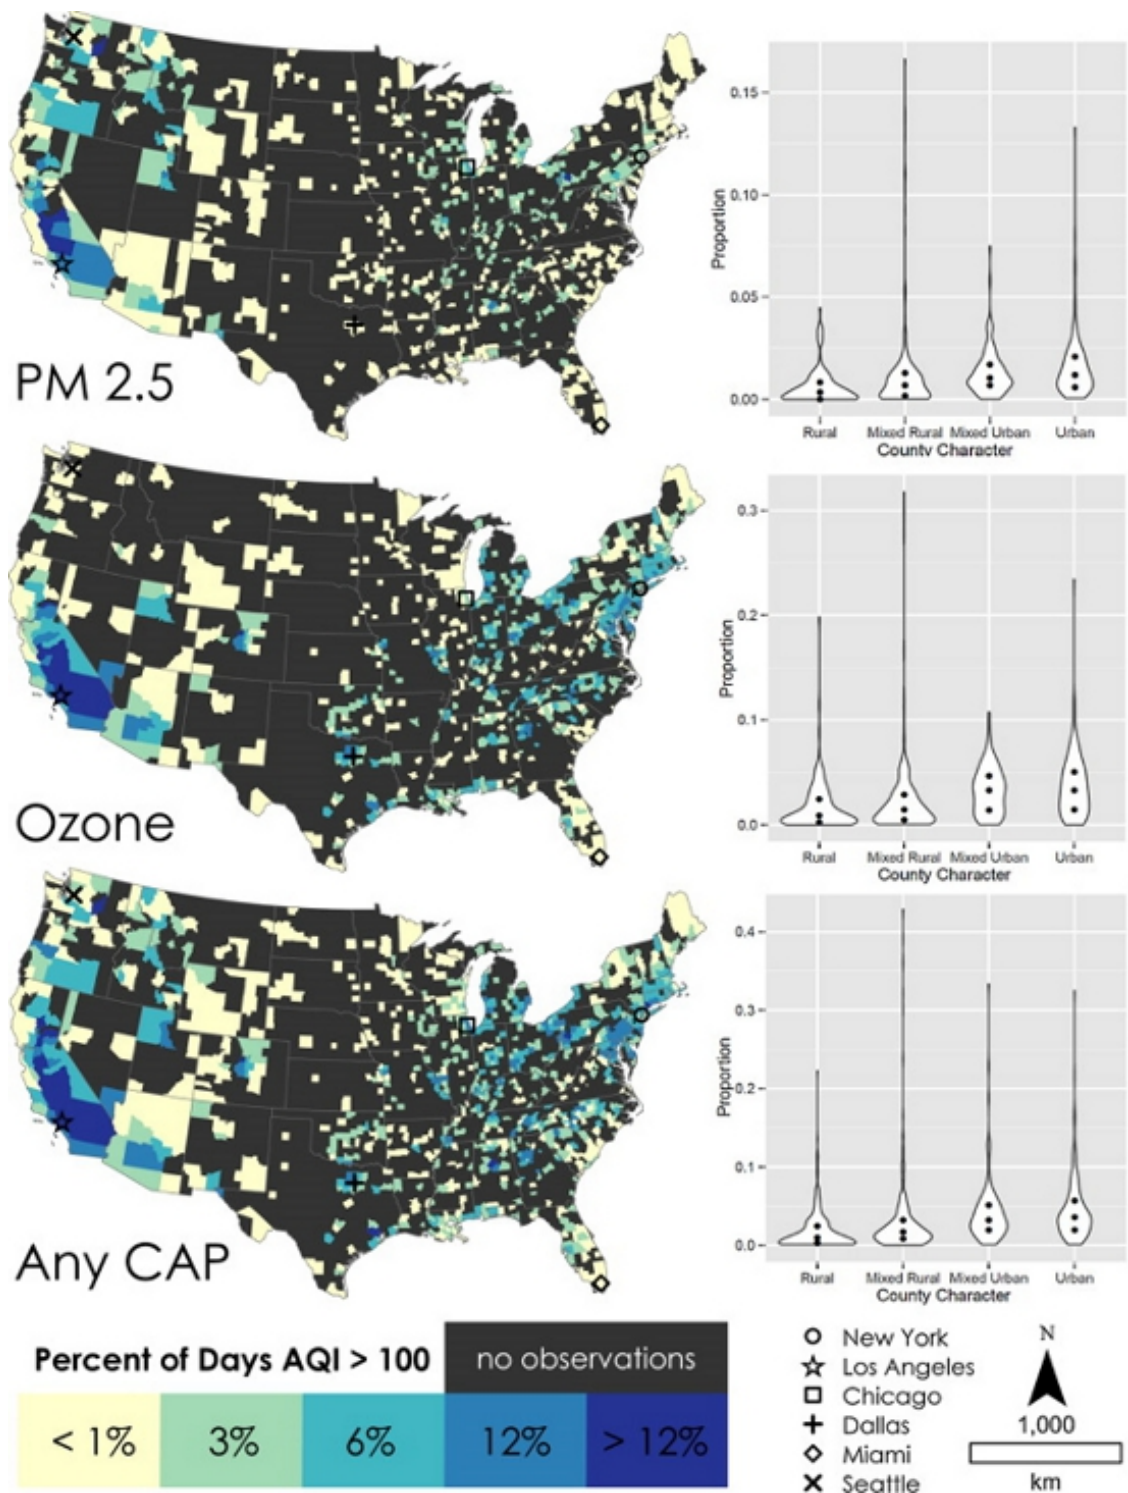 0.15
0.10
0.05
0.00
Proportion
Rural Mixed Rural Mixed Urban Urban
County Character
PM 2.5
0.3
0.2
0.1
0.0
Proportion
Rural Mixed Rural Mixed Urban Urban
County Character
Ozone
0.4
0.3
0.2
0.1
0.0
Proportion
Rural Mixed Rural Mixed Urban Urban
County Character
Any CAP
Percent of Days AQI > 100 no observations
< 1% 3% 6% 12% > 12%
New York
Los Angeles
Chicago
Dallas
Miami
Seattle
N
1,000
km